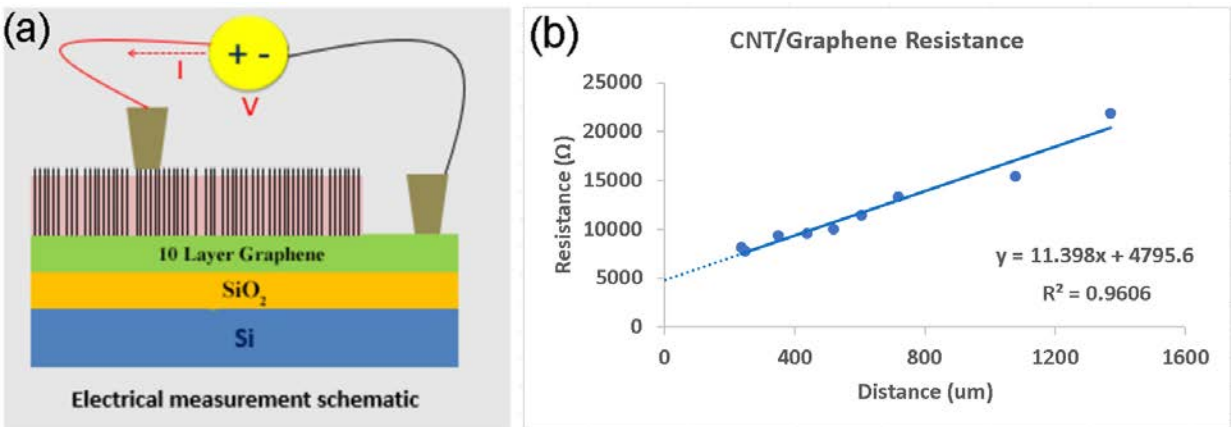 (a)
+ -
I
V
10 Layer Graphene
SiO₂
Si
Electrical measurement schematic
(b)
CNT/Graphene Resistance
Resistance (Ω)
25000
20000
15000
10000
5000
0
y = 11.398x + 4795.6
R² = 0.9606
0 400 800 1200 1600
Distance (um)